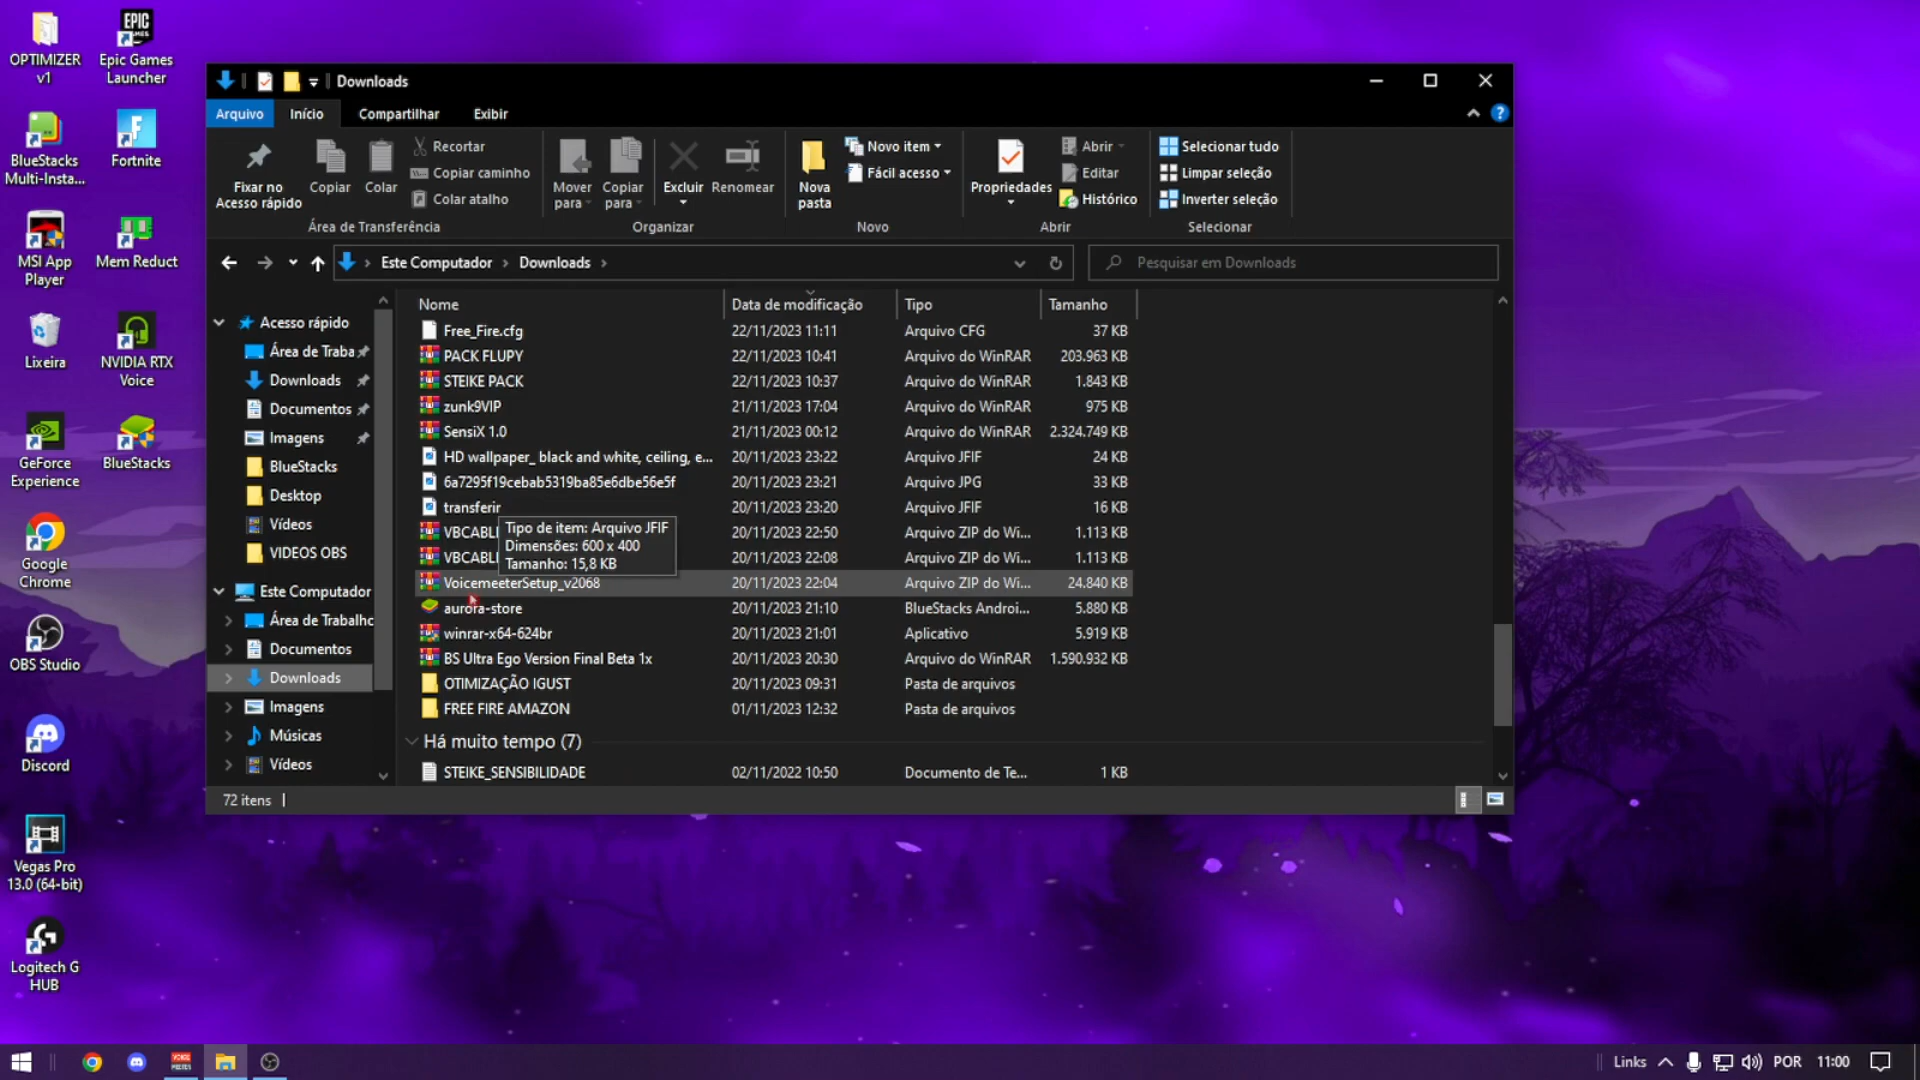 OPTIMIZER
v1
Epic Games
Launcher
BlueStacks
Multi-Insta...
Fortnite
MSI App
Player
Mem Reduct
Lixeira
NVIDIA RTX
Voice
GeForce
Experience
BlueStacks
Google
Chrome
OBS Studio
Discord
Vegas Pro
13.0 (64-bit)
Logitech G
HUB
Downloads
Arquivo
Início
Compartilhar
Exibir
Fixar no
Acesso rápido
Copiar
Colar
Recortar
Copiar caminho
Colar atalho
Área de Transferência
Mover
para
Copiar
para
Excluir
Renomear
Organizar
Nova
pasta
Novo item
Fácil acesso
Novo
Propriedades
Abrir
Editar
Histórico
Abrir
Selecionar tudo
Limpar seleção
Inverter seleção
Selecionar
Este Computador > Downloads >
Pesquisar em Downloads
Acesso rápido
Área de Traba
Downloads
Documentos
Imagens
BlueStacks
Desktop
Vídeos
VIDEOS OBS
Este Computador
Área de Trabalho
Documentos
Downloads
Imagens
Músicas
Vídeos
Nome Data de modificação Tipo Tamanho
Free_Fire.cfg 22/11/2023 11:11 Arquivo CFG 37 KB
PACK FLUPY 22/11/2023 10:41 Arquivo do WinRAR 203.963 KB
STEIKE PACK 22/11/2023 10:37 Arquivo do WinRAR 1.843 KB
zunk9VIP 21/11/2023 17:04 Arquivo do WinRAR 975 KB
SensiX 1.0 21/11/2023 00:12 Arquivo do WinRAR 2.324.749 KB
HD wallpaper_ black and white, ceiling, e... 20/11/2023 23:22 Arquivo JFIF 24 KB
6a7295f19cebab5319ba85e6dbe56e5f 20/11/2023 23:21 Arquivo JPG 33 KB
transferir 20/11/2023 23:20 Arquivo JFIF 16 KB
VBCABL 20/11/2023 22:50 Arquivo ZIP do Wi... 1.113 KB
VBCABL 20/11/2023 22:08 Arquivo ZIP do Wi... 1.113 KB
Tipo de item: Arquivo JFIF
Dimensões: 600 x 400
Tamanho: 15,8 KB
VoicemeeterSetup_v2068 20/11/2023 22:04 Arquivo ZIP do Wi... 24.840 KB
aurora-store 20/11/2023 21:10 BlueStacks Androi... 5.880 KB
winrar-x64-624br 20/11/2023 21:01 Aplicativo 5.919 KB
BS Ultra Ego Version Final Beta 1x 20/11/2023 20:30 Arquivo do WinRAR 1.590.932 KB
OTIMIZAÇÃO IGUST 20/11/2023 09:31 Pasta de arquivos
FREE FIRE AMAZON 01/11/2023 12:32 Pasta de arquivos
Há muito tempo (7)
STEIKE_SENSIBILIDADE 02/11/2022 10:50 Documento de Te... 1 KB
72 itens
Links
POR
11:00